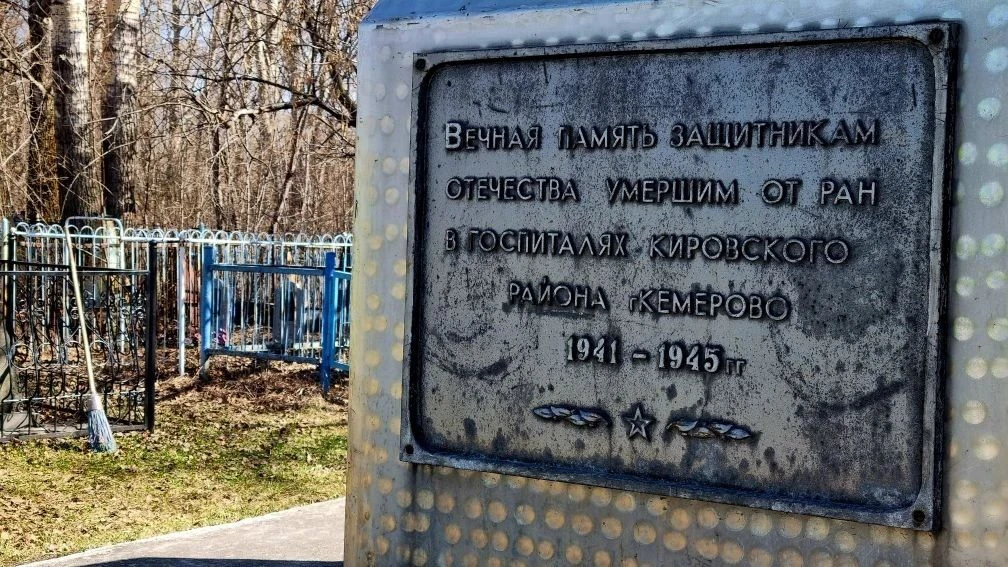 Вечная память защитникам
отечества умершим от ран
в госпиталях Кировского
района г Кемерово
1941 – 1945 гг